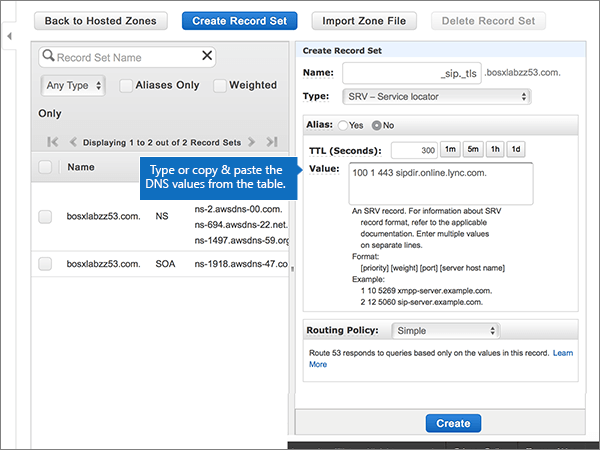 Back to Hosted Zones
Create Record Set
Import Zone File
Delete Record Set
Record Set Name
Any Type
Aliases Only
Weighted
Only
Displaying 1 to 2 out of 2 Record Sets
Name
bosxlabzz53.com.
NS
ns-2.awsdns-00.com.
ns-694.awsdns-22.net.
ns-1497.awsdns-59.org
bosxlabzz53.com.
SOA
ns-1918.awsdns-47.co
Type or copy & paste the
DNS values from the table.
Create Record Set
Name:
_sip._tls
.bosxlabzz53.com.
Type:
SRV – Service locator
Alias:
Yes
No
TTL (Seconds):
300
1m
5m
1h
1d
Value:
100 1 443 sipdir.online.lync.com.
An SRV record. For information about SRV
record format, refer to the applicable
documentation. Enter multiple values
on separate lines.
Format:
[priority] [weight] [port] [server host name]
Example:
1 10 5269 xmpp-server.example.com.
2 12 5060 sip-server.example.com.
Routing Policy:
Simple
Route 53 responds to queries based only on the values in this record. Learn
More
Create